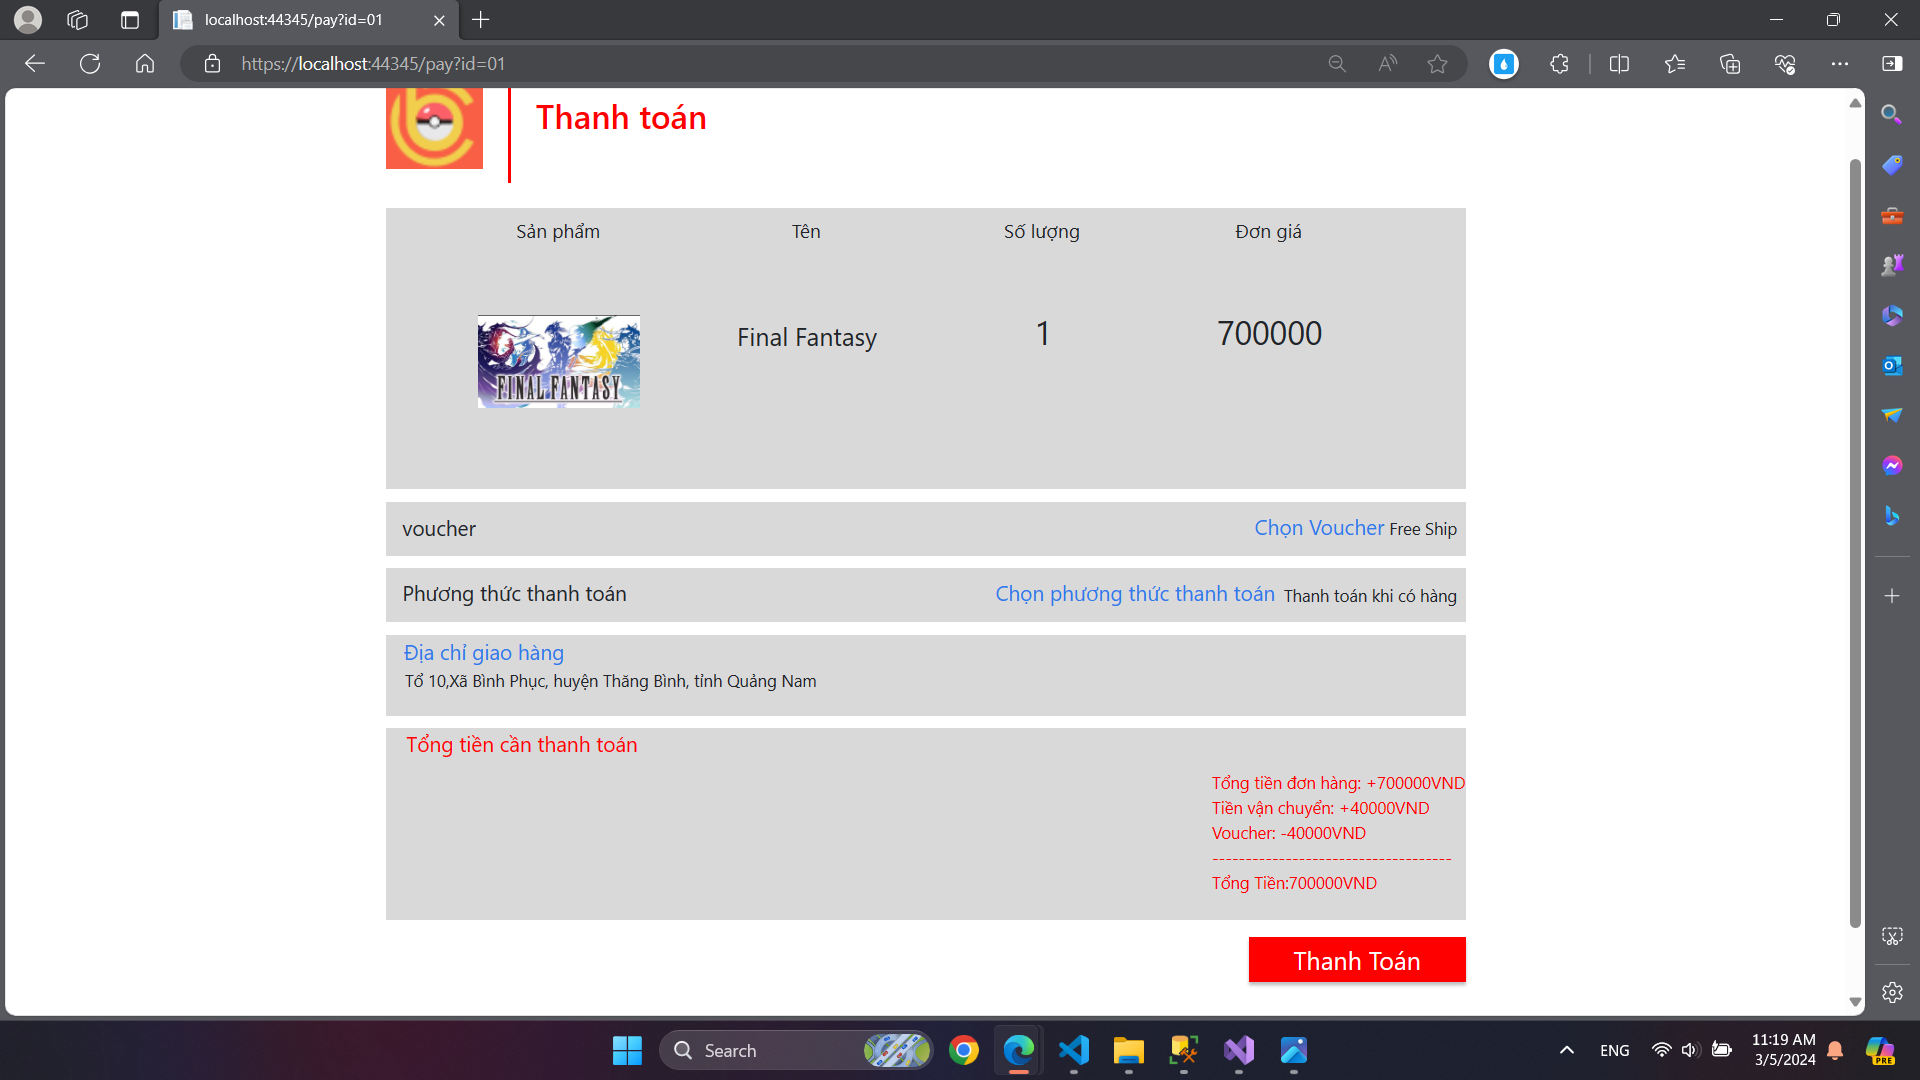 localhost:44345/pay?id=01
https://localhost:44345/pay?id=01
Thanh toán
Sản phẩm Tên Số lượng Đơn giá
FINAL FANTASY
Final Fantasy 1 700000
voucher Chọn Voucher Free Ship
Phương thức thanh toán Chọn phương thức thanh toán Thanh toán khi có hàng
Địa chỉ giao hàng
Tổ 10,Xã Bình Phục, huyện Thăng Bình, tỉnh Quảng Nam
Tổng tiền cần thanh toán
Tổng tiền đơn hàng: +700000VND
Tiền vận chuyển: +40000VND
Voucher: -40000VND
------------------------------------
Tổng Tiền:700000VND
Thanh Toán
Search
ENG
11:19 AM
3/5/2024
PRE